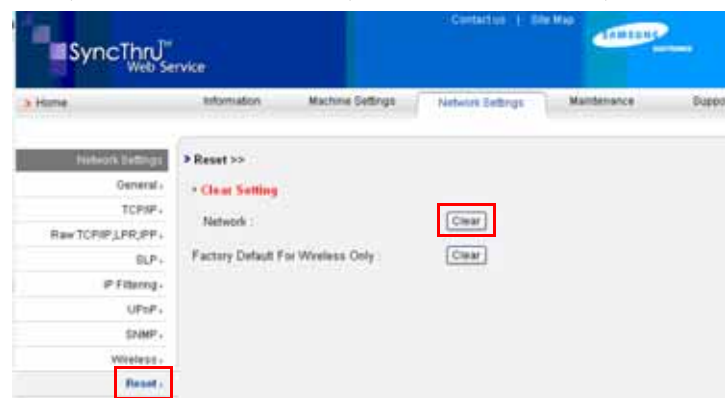 Contact us | Site Map
SAMSUNG
ELECTRONICS
SyncThru™
Web Service
Home
Information
Machine Settings
Network Settings
Maintenance
Suppo
Network Settings
General
TCP/IP
Raw TCP/IP,LPR,IPP
SLP
IP Filtering
UPnP
SNMP
Wireless
Reset
Reset >>
Clear Setting
Network :
Clear
Factory Default For Wireless Only :
Clear